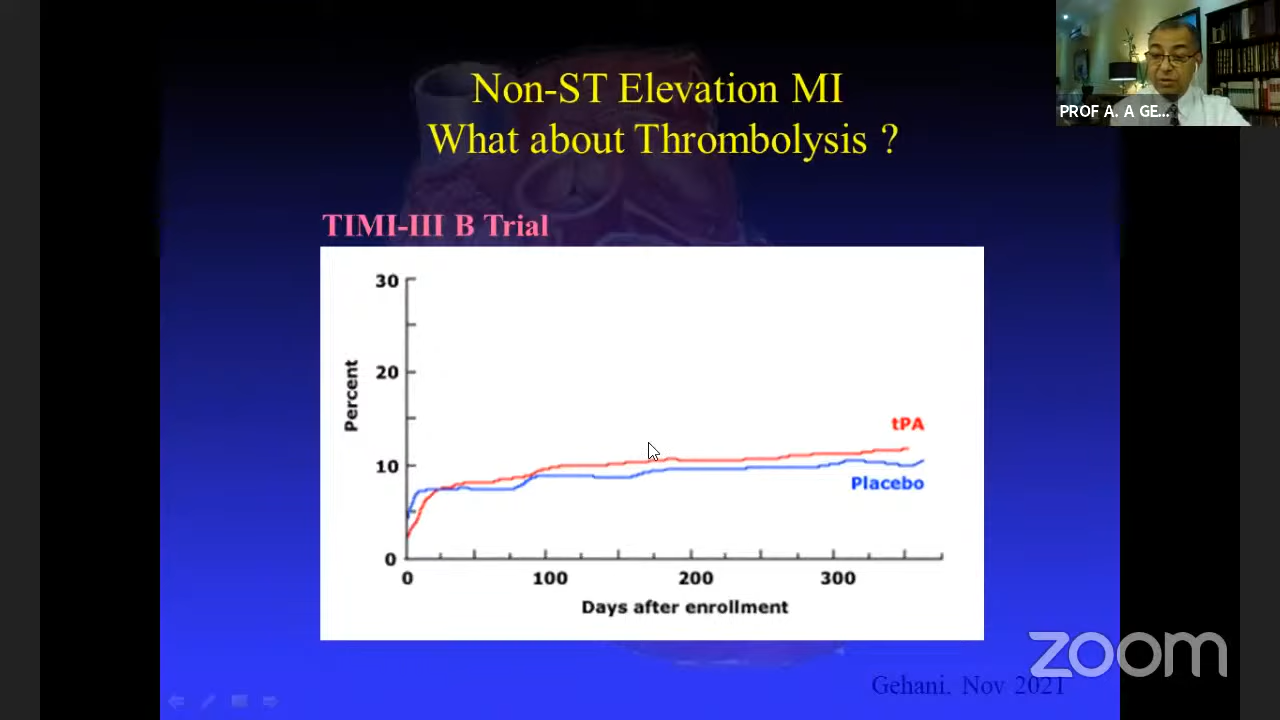 Non-ST Elevation MI
What about Thrombolysis ?
PROF A. A GE...
TIMI-III B Trial
30
20
10
0
Percent
tPA
Placebo
0 100 200 300
Days after enrollment
zoom
Gehani, Nov 2021